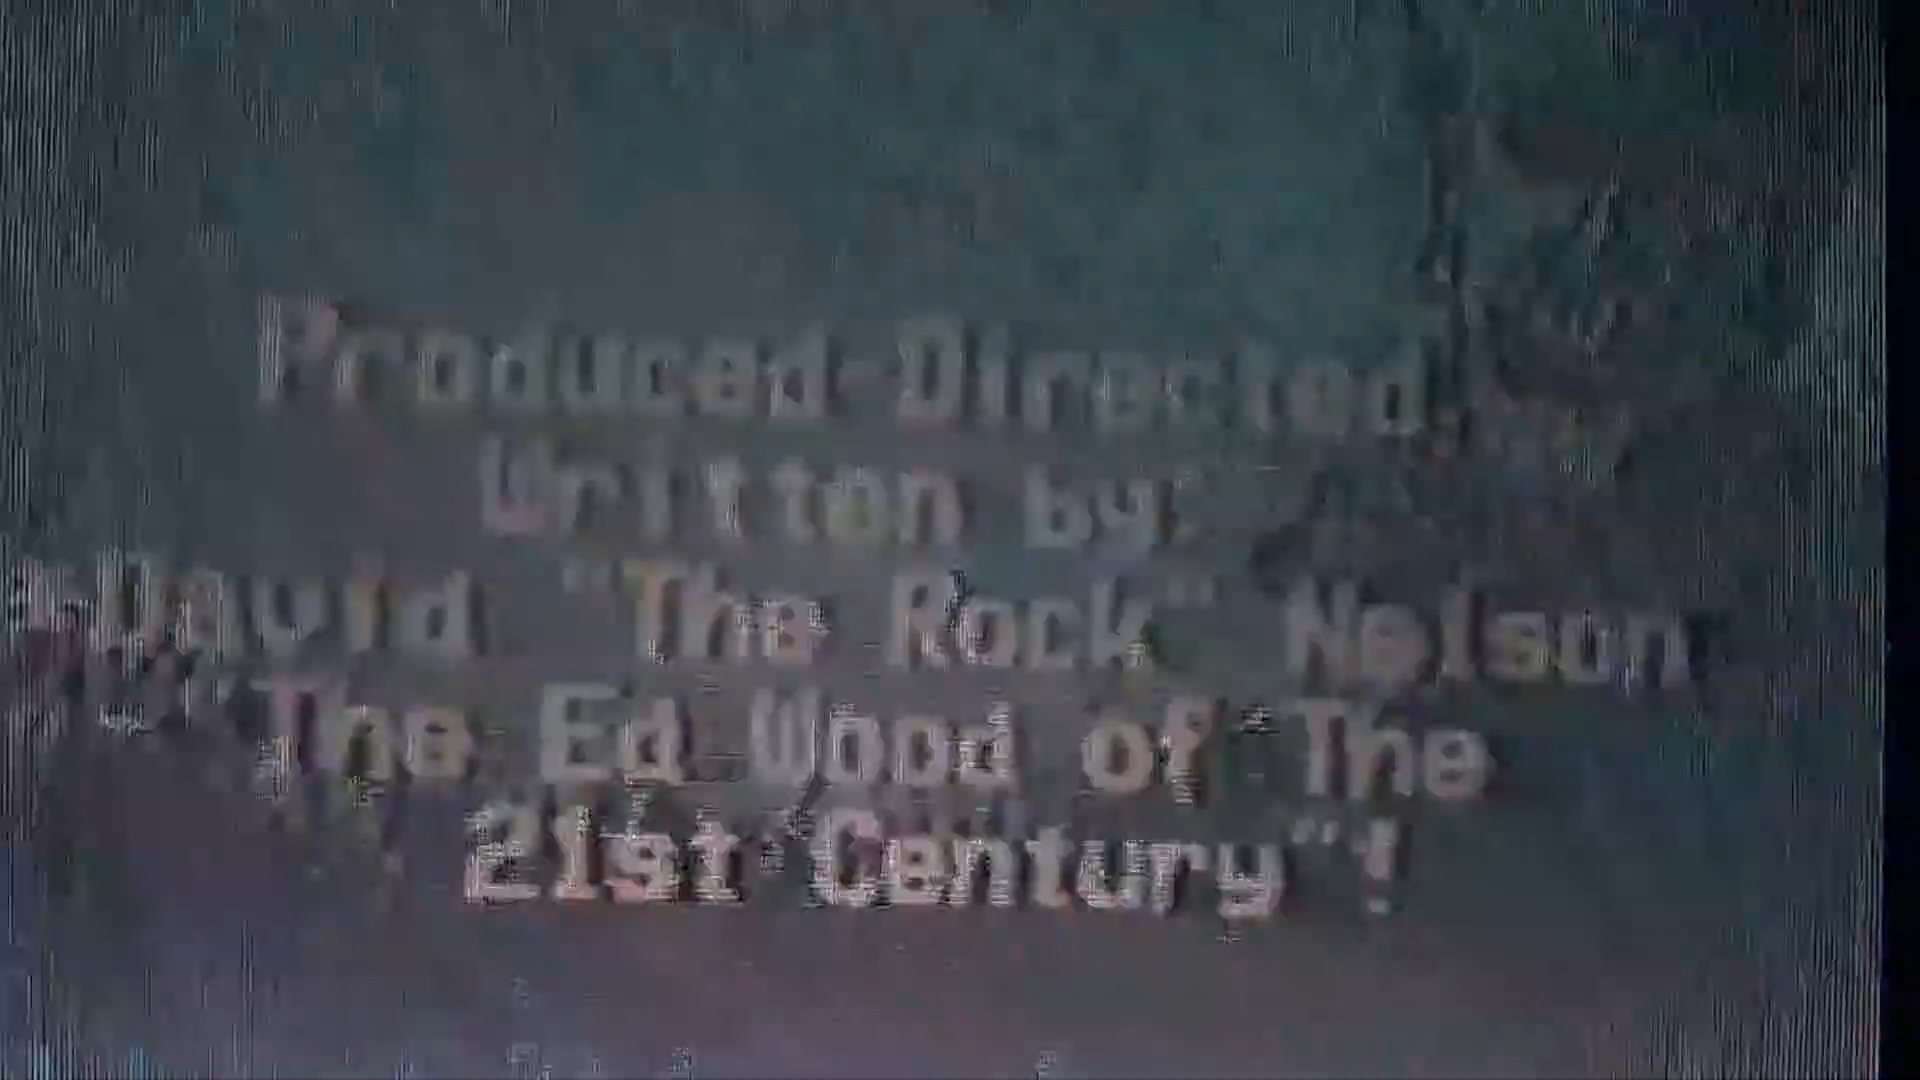 Produced-Directed,
Written by:
David "The Rock" Nelson
"The Ed Wood of The
21st Century"!